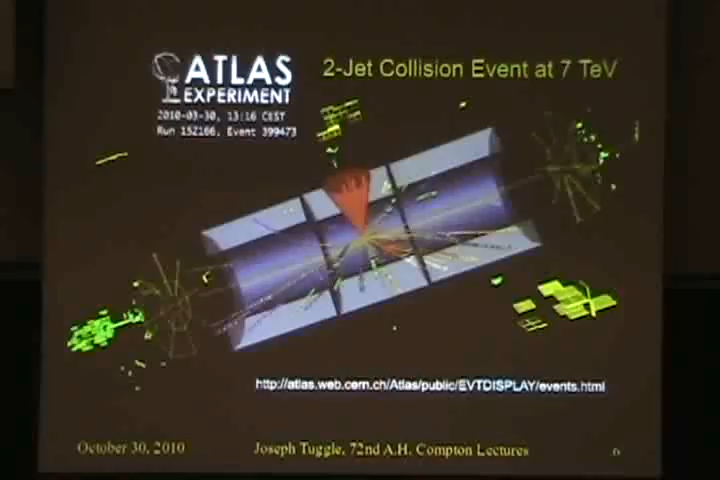 ATLAS
EXPERIMENT
2-Jet Collision Event at 7 TeV
2010-03-30, 13:16 CEST
Run 152166, Event 399473
http://atlas.web.cern.ch/Atlas/public/EVTDISPLAY/events.html
October 30, 2010
Joseph Tuggle, 72nd A.H. Compton Lectures
6